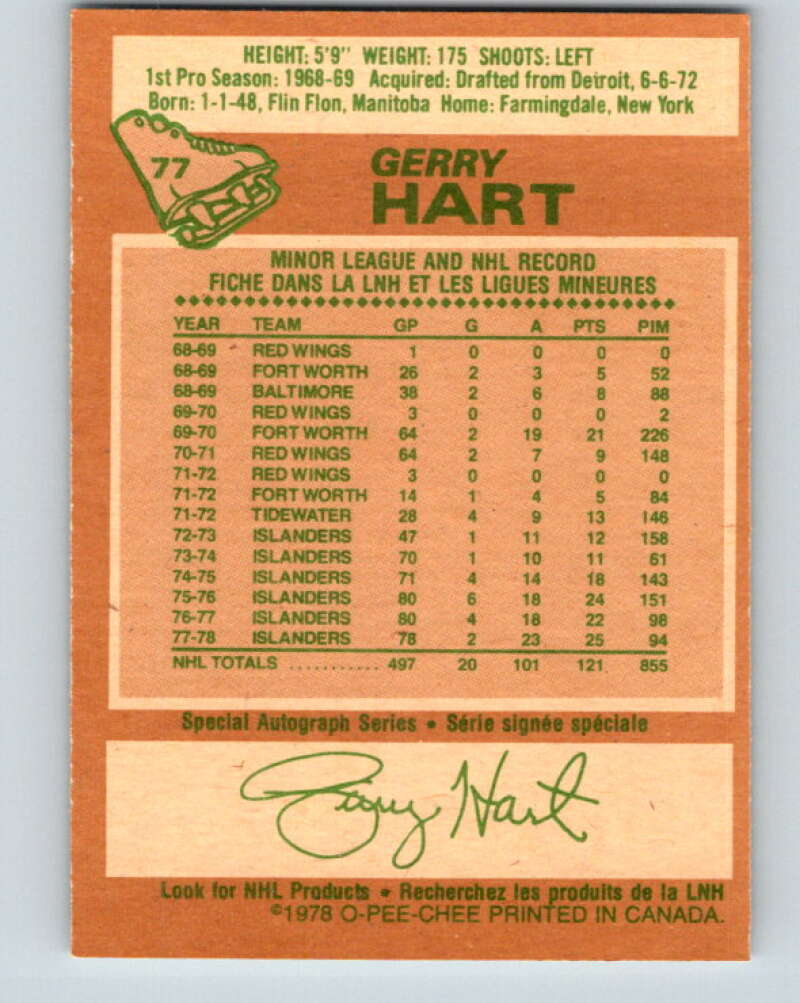 HEIGHT: 5'9" WEIGHT: 175 SHOOTS: LEFT
1st Pro Season: 1968-69 Acquired: Drafted from Detroit, 6-6-72
Born: 1-1-48, Flin Flon, Manitoba Home: Farmingdale, New York
77
GERRY
HART
MINOR LEAGUE AND NHL RECORD
FICHE DANS LA LNH ET LES LIGUES MINEURES
YEAR TEAM GP G A PTS PIM
68-69 RED WINGS 1 0 0 0 0
68-69 FORT WORTH 26 2 3 5 52
68-69 BALTIMORE 38 2 6 8 88
69-70 RED WINGS 3 0 0 0 2
69-70 FORT WORTH 64 2 19 21 226
70-71 RED WINGS 64 2 7 9 148
71-72 RED WINGS 3 0 0 0 0
71-72 FORT WORTH 14 1 4 5 84
71-72 TIDEWATER 28 4 9 13 146
72-73 ISLANDERS 47 1 11 12 158
73-74 ISLANDERS 70 1 10 11 61
74-75 ISLANDERS 71 4 14 18 143
75-76 ISLANDERS 80 6 18 24 151
76-77 ISLANDERS 80 4 18 22 98
77-78 ISLANDERS 78 2 23 25 94
NHL TOTALS ........... 497 20 101 121 855
Special Autograph Series • Série signée spéciale
Gerry Hart
Look for NHL Products • Recherchez les produits de la LNH
©1978 O-PEE-CHEE PRINTED IN CANADA.